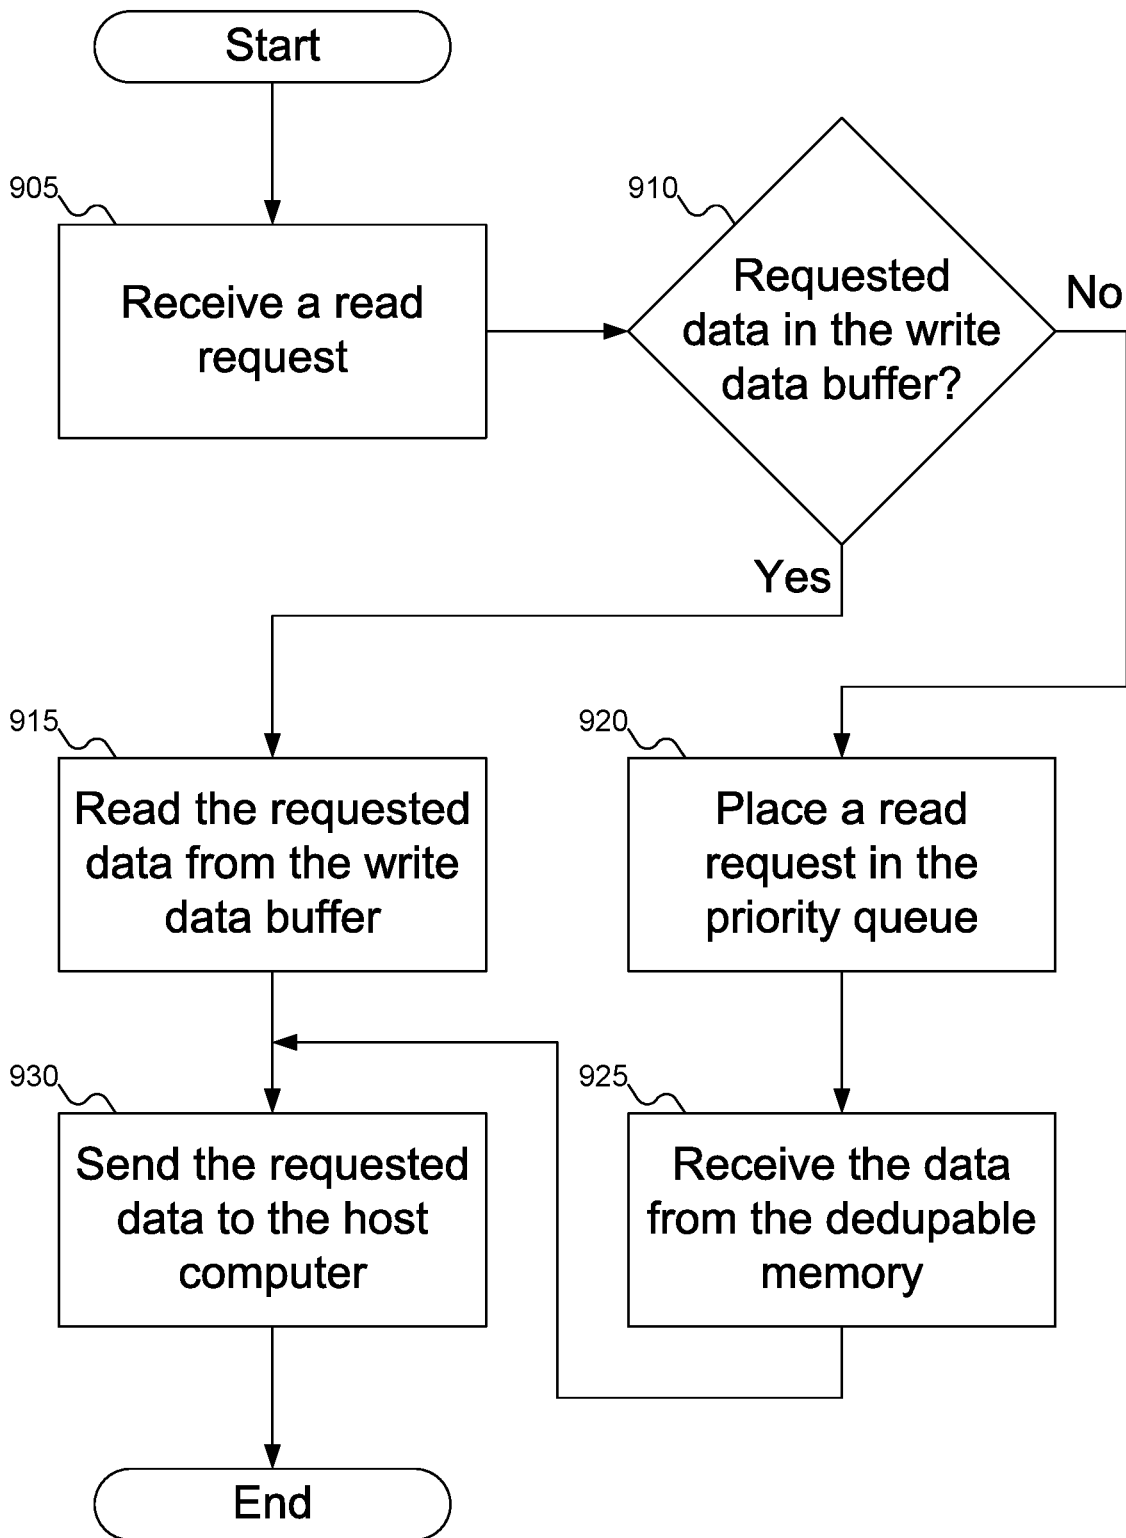 Start
905
Receive a read
request
910
Requested
data in the write
data buffer?
No
Yes
915
Read the requested
data from the write
data buffer
920
Place a read
request in the
priority queue
930
Send the requested
data to the host
computer
925
Receive the data
from the dedupable
memory
End